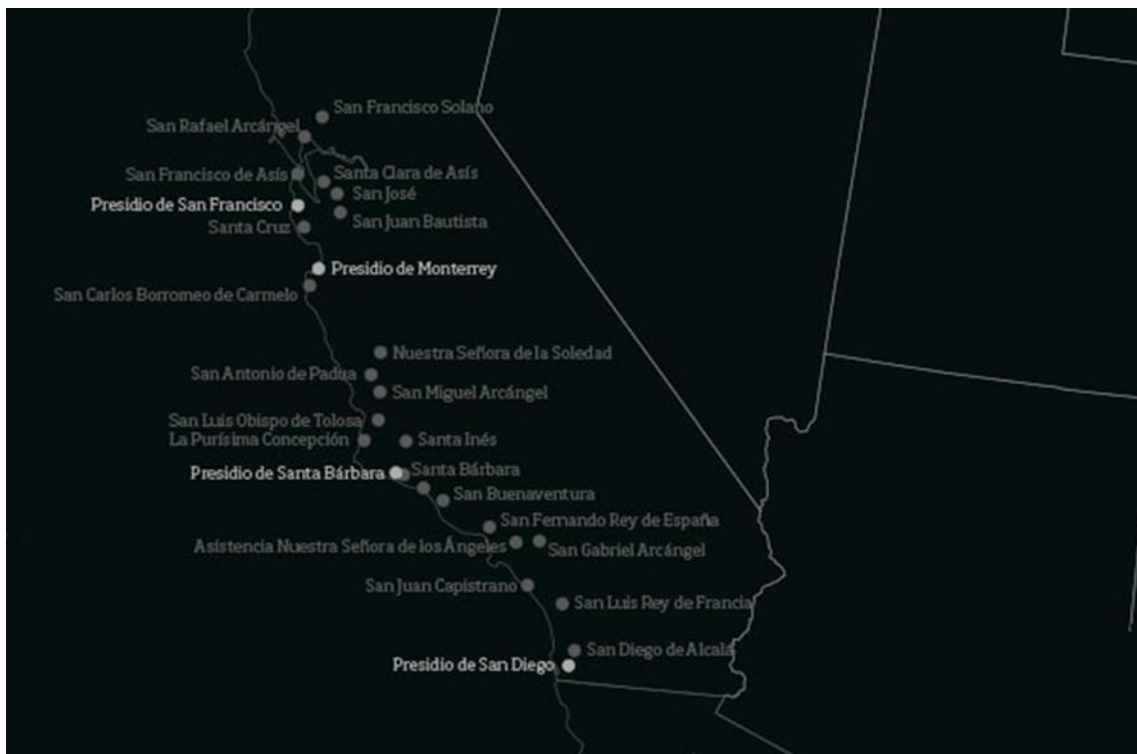 San Francisco Solano
San Rafael Arcángel
San Francisco de Asís
Santa Clara de Asís
San José
Presidio de San Francisco
San Juan Bautista
Santa Cruz
Presidio de Monterrey
San Carlos Borromeo de Carmelo
Nuestra Señora de la Soledad
San Antonio de Padua
San Miguel Arcángel
San Luis Obispo de Tolosa
La Purísima Concepción
Santa Inés
Presidio de Santa Bárbara
Santa Bárbara
San Buenaventura
San Fernando Rey de España
Asistencia Nuestra Señora de los Ángeles
San Gabriel Arcángel
San Juan Capistrano
San Luis Rey de Francia
San Diego de Alcalá
Presidio de San Diego